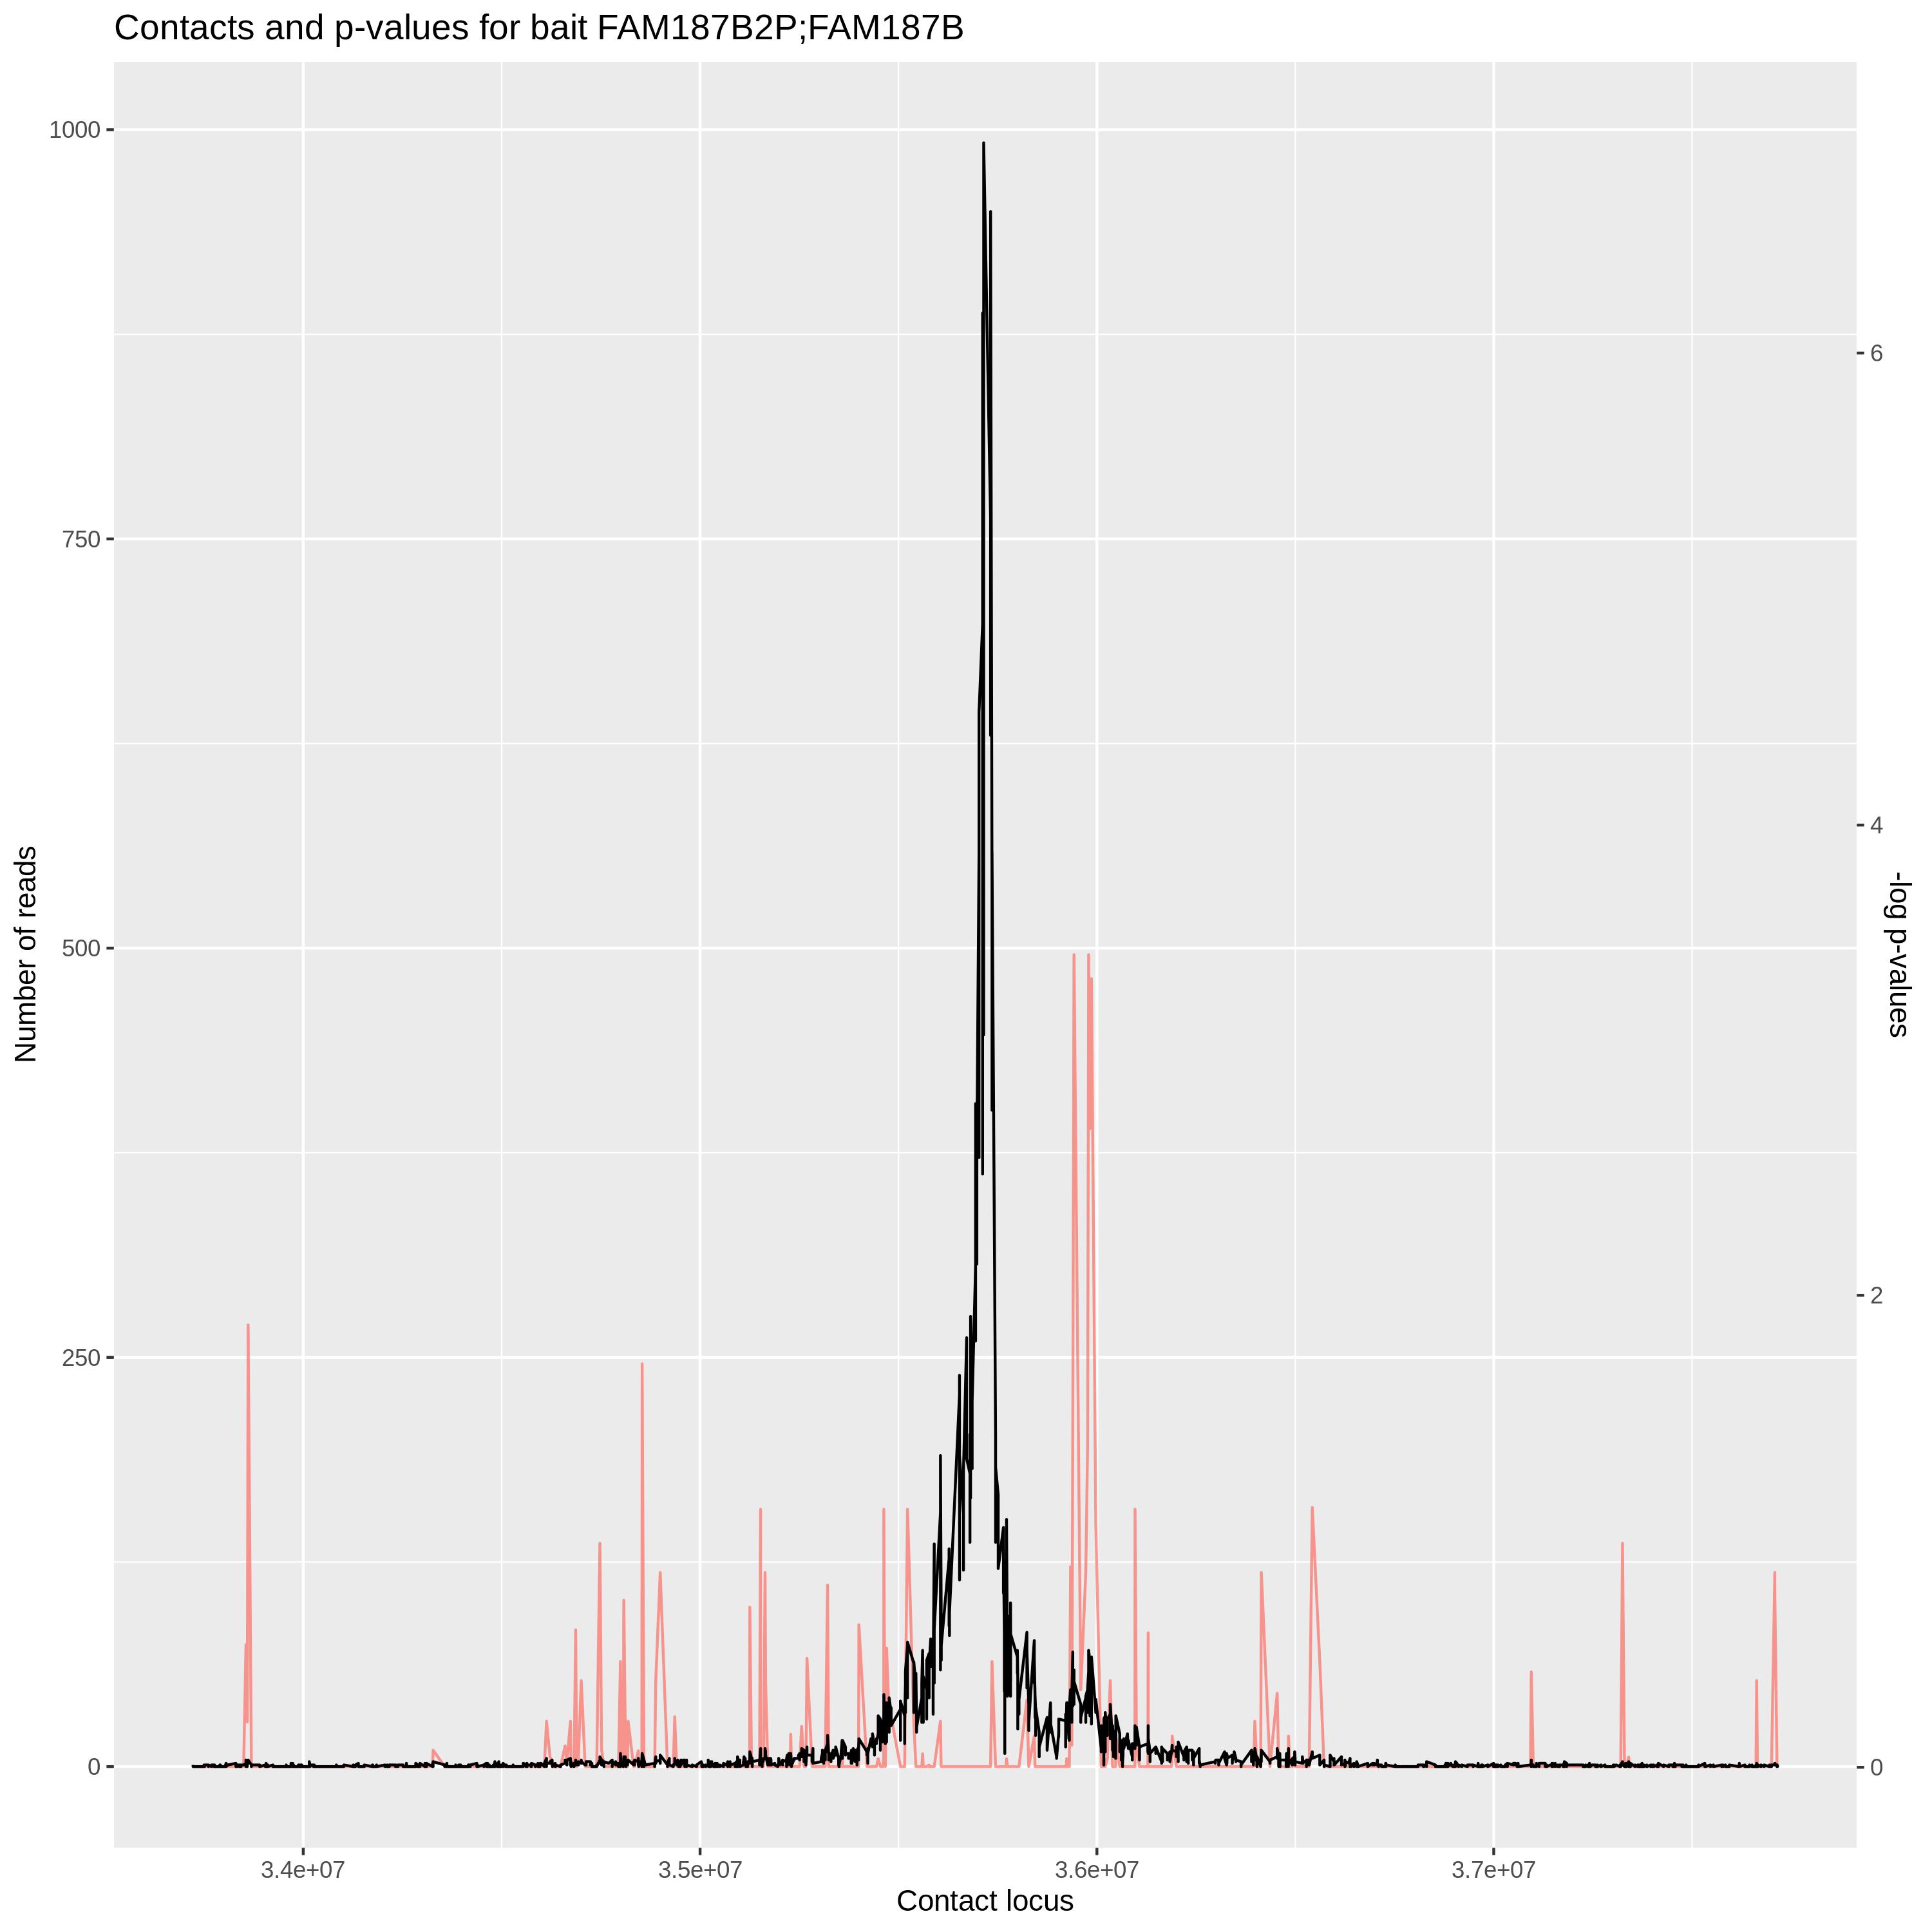 Contacts and p-values for bait FAM187B2P;FAM187B
1000
750
500
250
0
Number of reads
6
4
2
0
-log p-values
3.4e+07
3.5e+07
3.6e+07
3.7e+07
Contact locus